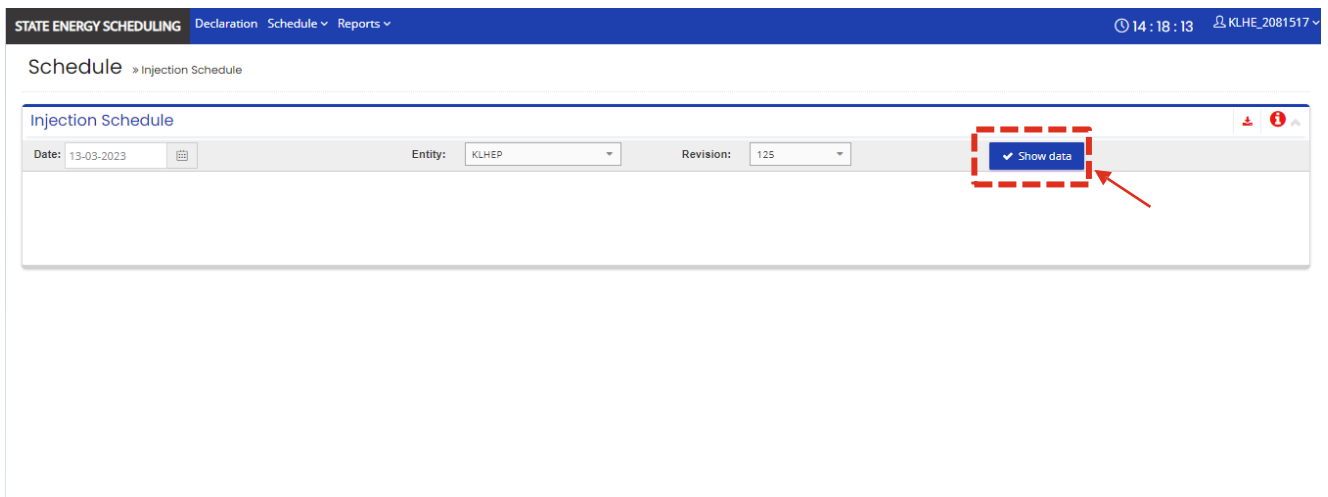 STATE ENERGY SCHEDULING Declaration Schedule Reports 14 : 18 : 13 KLHE_2081517
Schedule » Injection Schedule
Injection Schedule
Date: 13-03-2023 Entity: KLHEP Revision: 125 Show data